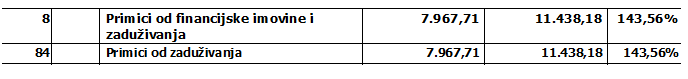 8 Primici od financijske imovine i zaduživanja 7.967,71 11.438,18 143,56%
84 Primici od zaduživanja 7.967,71 11.438,18 143,56%